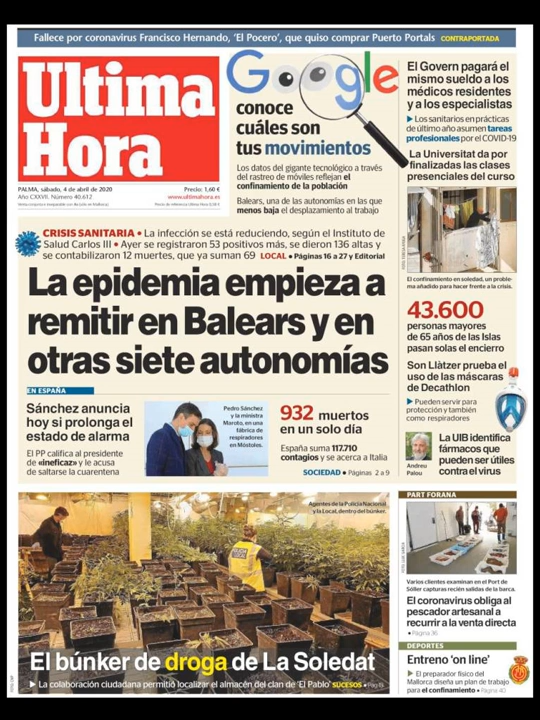 Fallece por coronavirus Francisco Hernando, 'El Pocero', que quiso comprar Puerto Portals CONTRAPORTADA
Ultima
Hora
PALMA, sábado, 4 de abril de 2020
Precio: 1,60 €
Año CXXVII. Número 40.612
www.ultimahora.es
Google
conoce
cuáles son
tus movimientos
Los datos del gigante tecnológico a través
del rastreo de móviles reflejan el
confinamiento de la población
Balears, una de las autonomías en las que
menos baja el desplazamiento al trabajo
El Govern pagará el
mismo sueldo a los
médicos residentes
y a los especialistas
▶ Los sanitarios en prácticas
de último año asumen tareas
profesionales por el COVID-19
La Universitat da por
finalizadas las clases
presenciales del curso
El confinamiento en soledad, un proble-
ma añadido para hacer frente a la crisis.
43.600
personas mayores
de 65 años de las Islas
pasan solas el encierro
Son Llàtzer prueba el
uso de las máscaras
de Decathlon
▶ Pueden servir para
protección y también
como respiradores
Andreu
Palou
La UIB identifica
fármacos que
pueden ser útiles
contra el virus
CRISIS SANITARIA • La infección se está reduciendo, según el Instituto de
Salud Carlos III • Ayer se registraron 53 positivos más, se dieron 136 altas y
se contabilizaron 12 muertes, que ya suman 69 LOCAL • Páginas 16 a 27 y Editorial
La epidemia empieza a
remitir en Balears y en
otras siete autonomías
EN ESPAÑA
Sánchez anuncia
hoy si prolonga el
estado de alarma
El PP califica al presidente
de «ineficaz» y le acusa
de saltarse la cuarentena
Pedro Sánchez
y la ministra
Maroto, en una
fábrica de
respiradores
en Móstoles.
932 muertos
en un solo día
España suma 117.710
contagios y se acerca a Italia
SOCIEDAD • Páginas 2 a 9
Agentes de la Policía Nacional
y la Local, dentro del búnker.
POLICIA
El búnker de droga de La Soledat
▶ La colaboración ciudadana permitió localizar el almacén del clan de 'El Pablo' SUCESOS • Pág.
PART FORANA
Varios clientes examinan en el Port de
Sóller capturas recién salidas de la barca.
El coronavirus obliga al
pescador artesanal a
recurrir a la venta directa
• Página 36
DEPORTES
Entreno 'on line'
▶ El preparador físico del
Mallorca diseña un plan de trabajo
para el confinamiento • Página 40